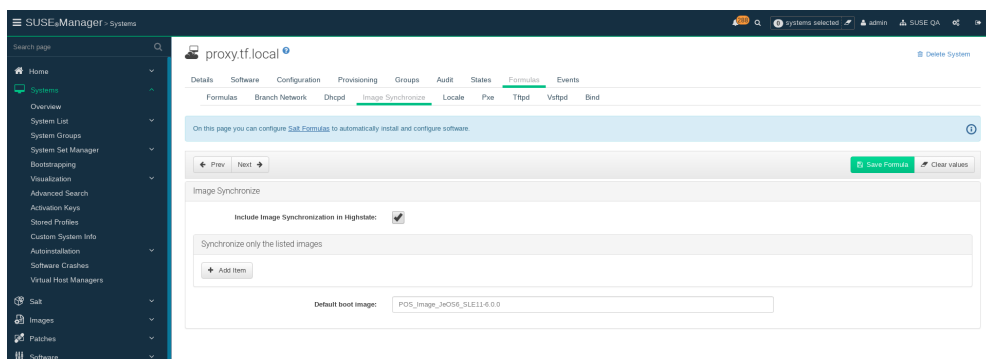 SUSE Manager > Systems
systems selected
admin
SUSE QA
Search page
Home
Systems
Overview
System List
System Groups
System Set Manager
Bootstrapping
Visualization
Advanced Search
Activation Keys
Stored Profiles
Custom System Info
Autoinstallation
Software Crashes
Virtual Host Managers
Salt
Images
Patches
Software
proxy.tf.local ?
Delete System
Details Software Configuration Provisioning Groups Audit States Formulas Events
Formulas Branch Network Dhcpd Image Synchronize Locale Pxe Tftpd Vsftpd Bind
On this page you can configure Salt Formulas to automatically install and configure software.
Prev Next
Save Formula Clear values
Image Synchronize
Include Image Synchronization in Highstate:
Synchronize only the listed images
+ Add Item
Default boot image: POS_Image_JeOS6_SLE11-6.0.0